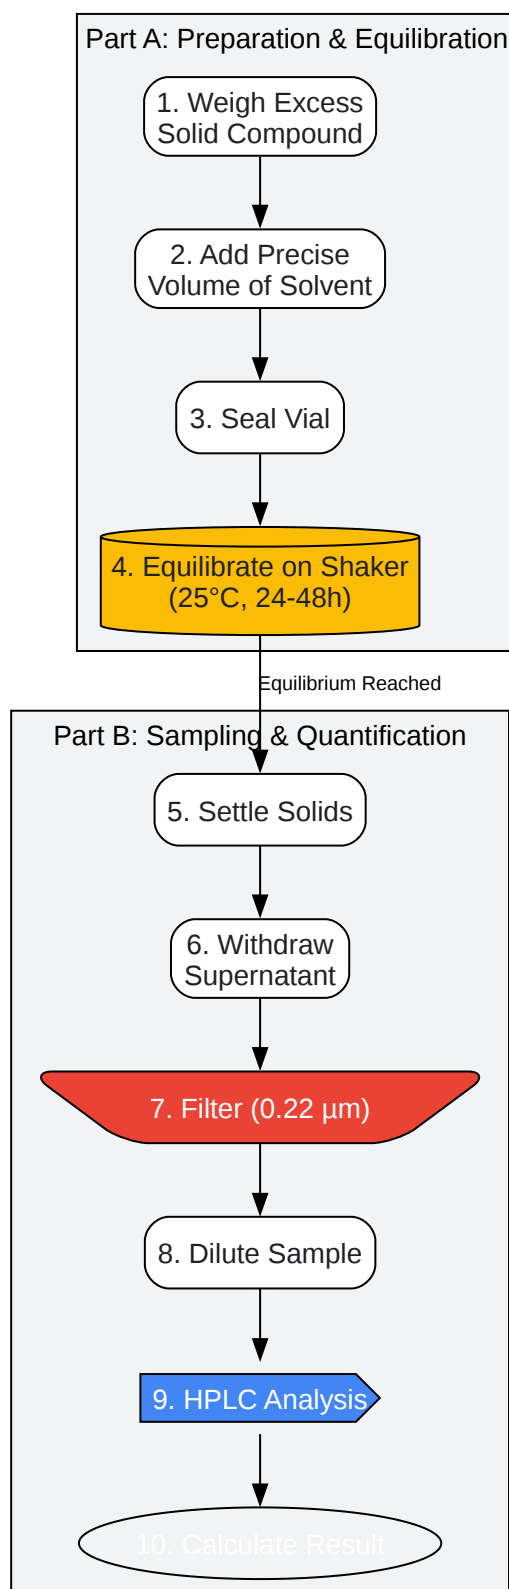 Part A: Preparation & Equilibration
1. Weigh Excess
Solid Compound
2. Add Precise
Volume of Solvent
3. Seal Vial
4. Equilibrate on Shaker
(25°C, 24-48h)
Equilibrium Reached
Part B: Sampling & Quantification
5. Settle Solids
6. Withdraw
Supernatant
7. Filter (0.22 µm)
8. Dilute Sample
9. HPLC Analysis
10. Calculate Result